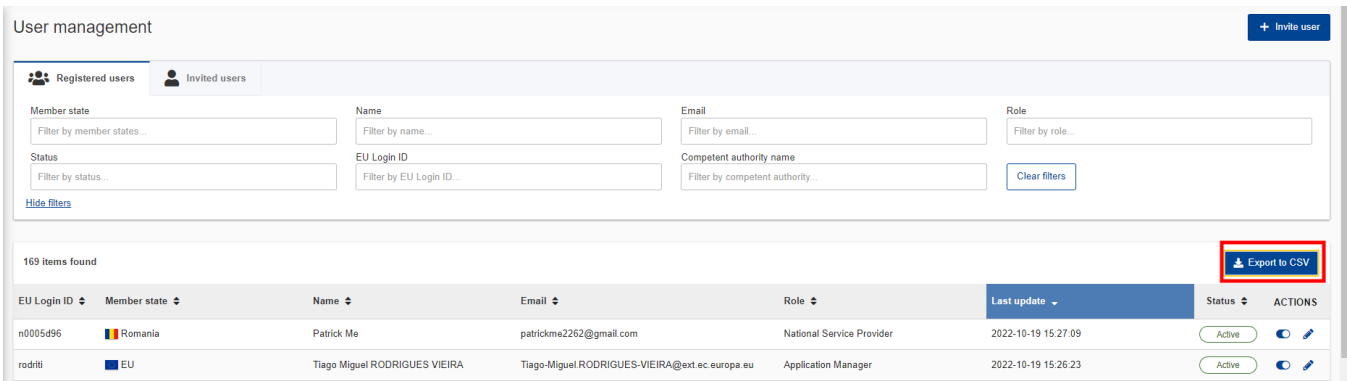 User management
+ Invite user
Registered users Invited users
Member state Name Email Role
Filter by member states... Filter by name... Filter by email... Filter by role...
Status EU Login ID Competent authority name
Filter by status... Filter by EU Login ID... Filter by competent authority... Clear filters
Hide filters
169 items found Export to CSV
EU Login ID Member state Name Email Role Last update Status ACTIONS
n0005d96 Romania Patrick Me patrickme2262@gmail.com National Service Provider 2022-10-19 15:27:09 Active
rodriti EU Tiago Miguel RODRIGUES VIEIRA Tiago-Miguel.RODRIGUES-VIEIRA@ext.ec.europa.eu Application Manager 2022-10-19 15:26:23 Active